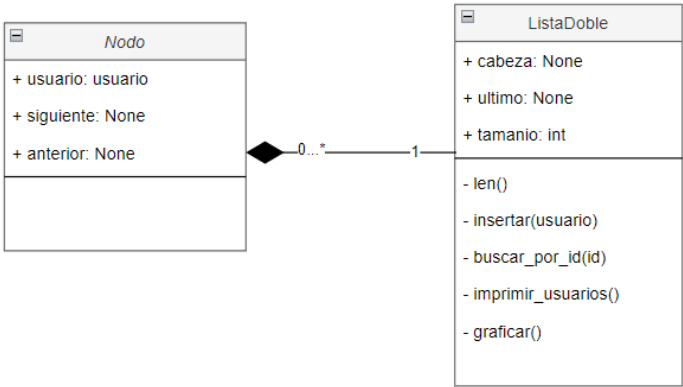 Nodo
+ usuario: usuario
+ siguiente: None
+ anterior: None
0...*
1
ListaDoble
+ cabeza: None
+ ultimo: None
+ tamanio: int
- len()
- insertar(usuario)
- buscar_por_id(id)
- imprimir_usuarios()
- graficar()